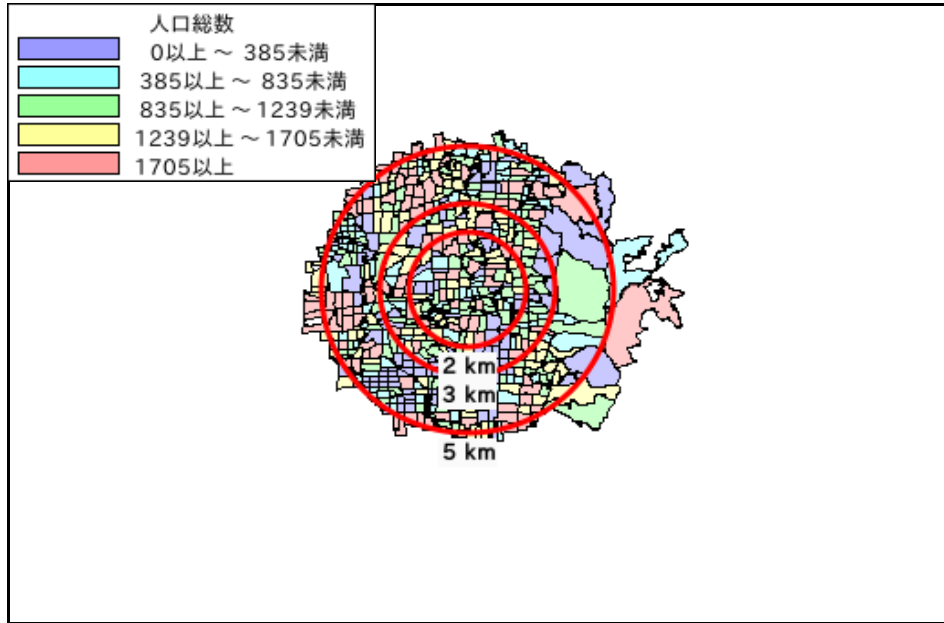 人口総数
0以上 ～ 385未満
385以上 ～ 835未満
835以上 ～ 1239未満
1239以上 ～ 1705未満
1705以上
2 km
3 km
5 km